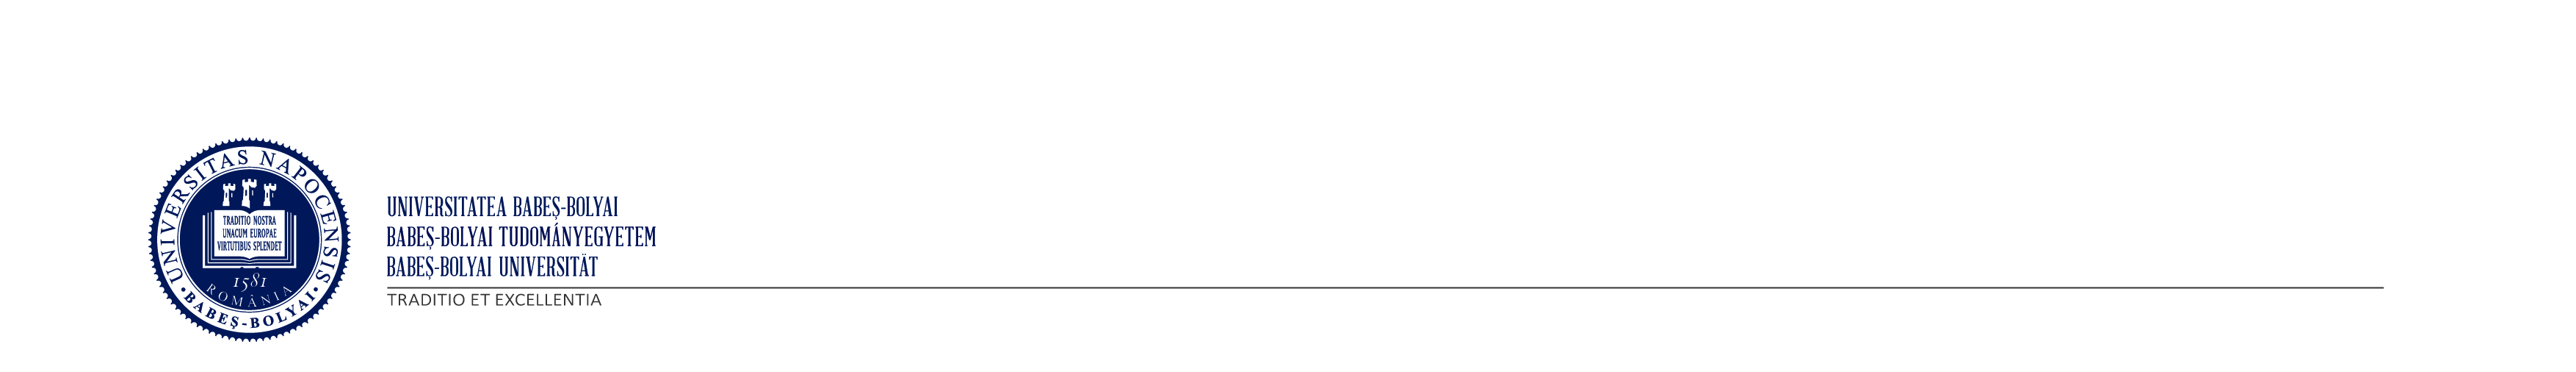 UNIVERSITAS NAPOCENSIS
TRADITIO NOSTRA
UNACUM EUROPAE
VIRTUTIBUS SPLENDET
1581
ROMÂNIA
• BABEȘ-BOLYAI •
UNIVERSITATEA BABEȘ-BOLYAI
BABEȘ-BOLYAI TUDOMÁNYEGYETEM
BABEȘ-BOLYAI UNIVERSITÄT
TRADITIO ET EXCELLENTIA